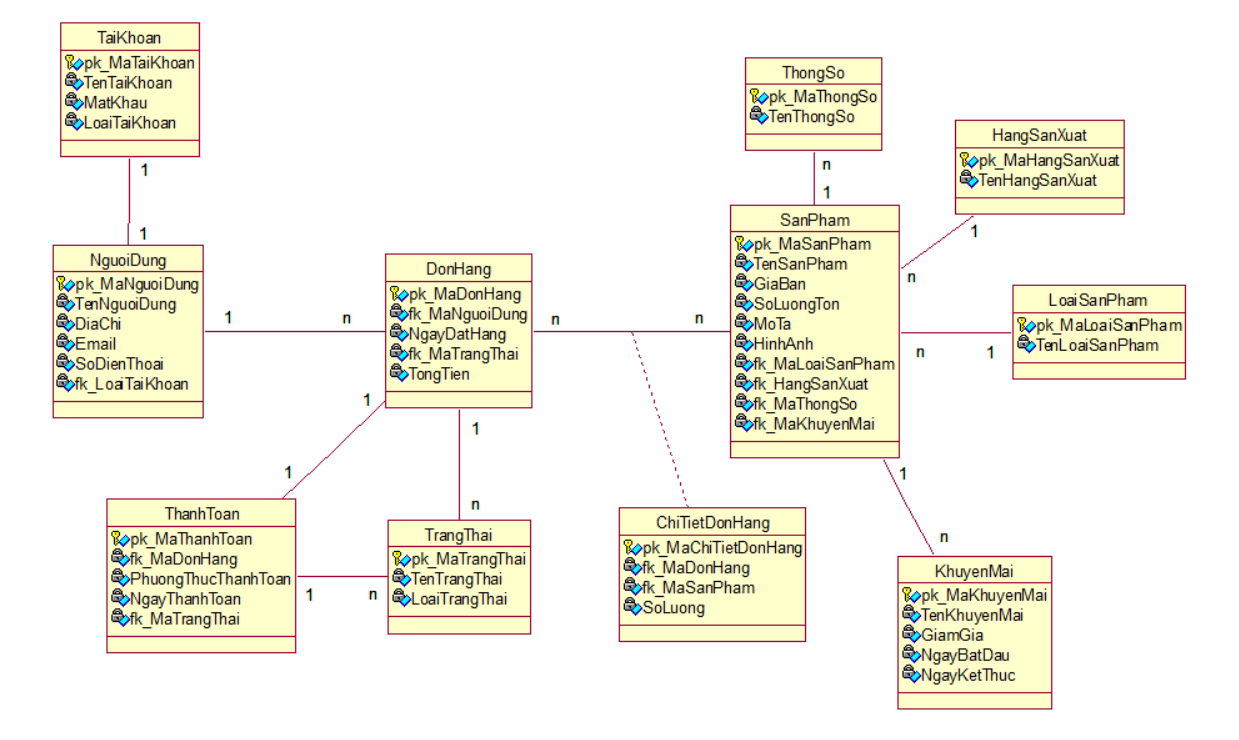 TaiKhoan
pk_MaTaiKhoan
TenTaiKhoan
MatKhau
LoaiTaiKhoan
1
1
NguoiDung
pk_MaNguoiDung
TenNguoiDung
DiaChi
Email
SoDienThoai
fk_LoaiTaiKhoan
1
n
DonHang
pk_MaDonHang
fk_MaNguoiDung
NgayDatHang
fk_MaTrangThai
TongTien
n
n
1
1
1
n
ThanhToan
pk_MaThanhToan
fk_MaDonHang
PhuongThucThanhToan
NgayThanhToan
fk_MaTrangThai
1
n
TrangThai
pk_MaTrangThai
TenTrangThai
LoaiTrangThai
ChiTietDonHang
pk_MaChiTietDonHang
fk_MaDonHang
fk_MaSanPham
SoLuong
ThongSo
pk_MaThongSo
TenThongSo
n
1
SanPham
pk_MaSanPham
TenSanPham
GiaBan
SoLuongTon
MoTa
HinhAnh
fk_MaLoaiSanPham
fk_HangSanXuat
fk_MaThongSo
fk_MaKhuyenMai
HangSanXuat
pk_MaHangSanXuat
TenHangSanXuat
1
n
LoaiSanPham
pk_MaLoaiSanPham
TenLoaiSanPham
n
1
1
n
KhuyenMai
pk_MaKhuyenMai
TenKhuyenMai
GiamGia
NgayBatDau
NgayKetThuc